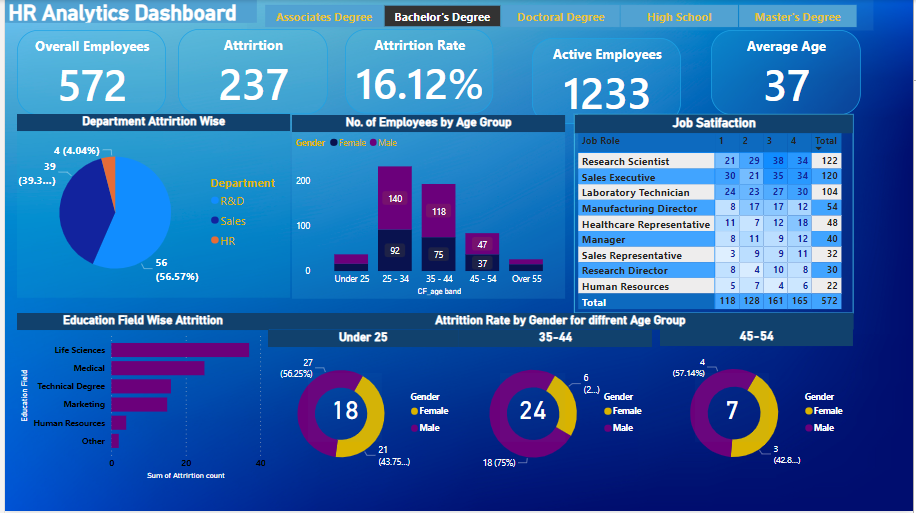 HR Analytics Dashboard
Associates Degree
Bachelor's Degree
Doctoral Degree
High School
Master's Degree
Overall Employees
572
Attrirtion
237
Attrirtion Rate
16.12%
Active Employees
1233
Average Age
37
Department Attrirtion Wise
4 (4.04%)
39
(39.3...)
56
(56.57%)
Department
R&D
Sales
HR
No. of Employees by Age Group
Gender Female Male
200
100
0
140
92
118
75
47
37
Under 25 25 - 34 35 - 44 45 - 54 Over 55
CF_age band
Job Satifaction
Job Role 1 2 3 4 Total
Research Scientist 21 29 38 34 122
Sales Executive 30 21 35 34 120
Laboratory Technician 24 23 27 30 104
Manufacturing Director 8 17 17 12 54
Healthcare Representative 11 7 12 18 48
Manager 8 11 9 12 40
Sales Representative 3 9 9 11 32
Research Director 8 4 10 8 30
Human Resources 5 7 4 6 22
Total 118 128 161 165 572
Education Field Wise Attrittion
Education Field
Life Sciences
Medical
Technical Degree
Marketing
Human Resources
Other
0 20 40
Sum of Attrirtion count
Attrittion Rate by Gender for diffrent Age Group
Under 25
27
(56.25%)
18
21
(43.75...)
Gender
Female
Male
35-44
6
(2...)
24
18 (75%)
Gender
Female
Male
45-54
4
(57.14%)
7
3
(42.8...)
Gender
Female
Male